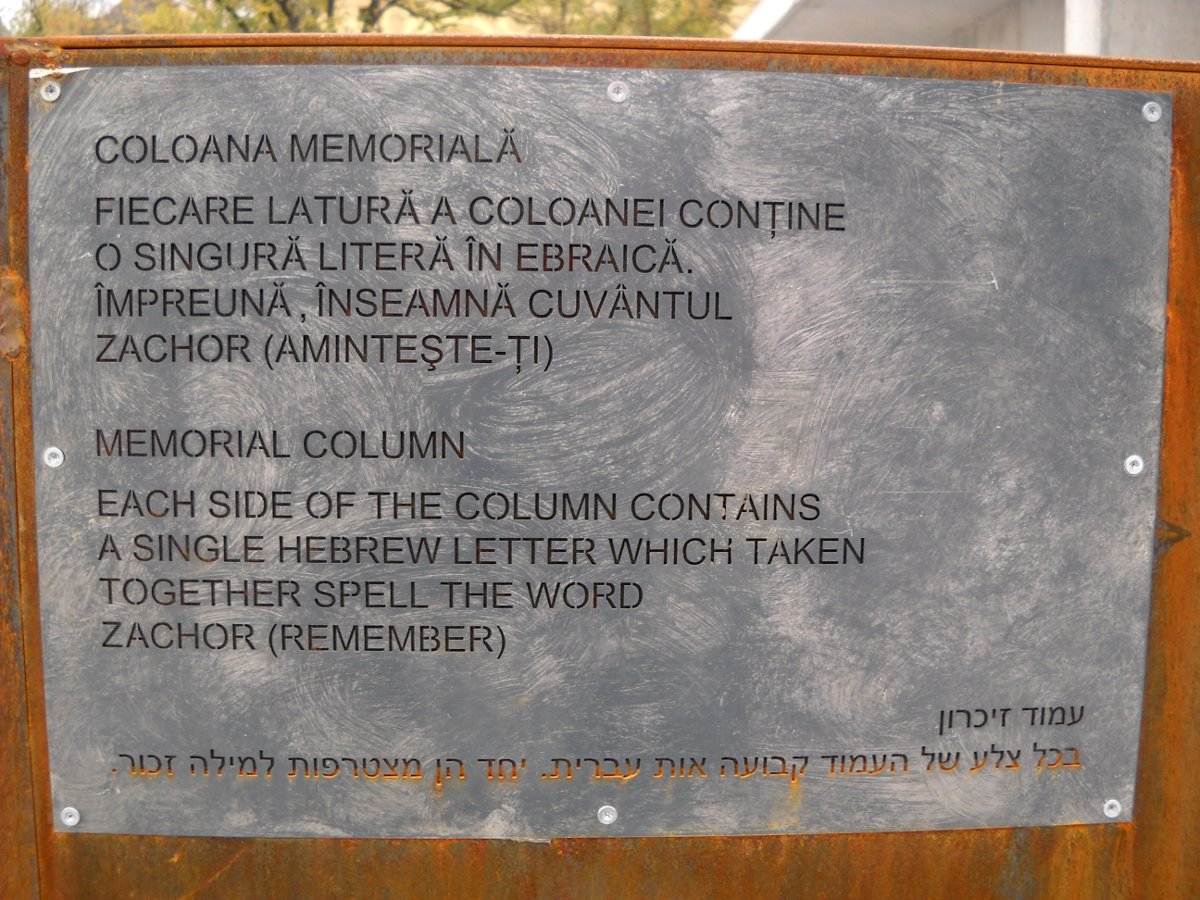 COLOANA MEMORIALĂ
FIECARE LATURĂ A COLOANEI CONȚINE
O SINGURĂ LITERĂ ÎN EBRAICĂ.
ÎMPREUNĂ, ÎNSEAMNĂ CUVÂNTUL
ZACHOR (AMINTEŞTE-ȚI)
MEMORIAL COLUMN
EACH SIDE OF THE COLUMN CONTAINS
A SINGLE HEBREW LETTER WHICH TAKEN
TOGETHER SPELL THE WORD
ZACHOR (REMEMBER)
עמוד זיכרון
בכל צלע של העמוד קבועה אות עברית. יחד הן מצטרפות למילה זכור.